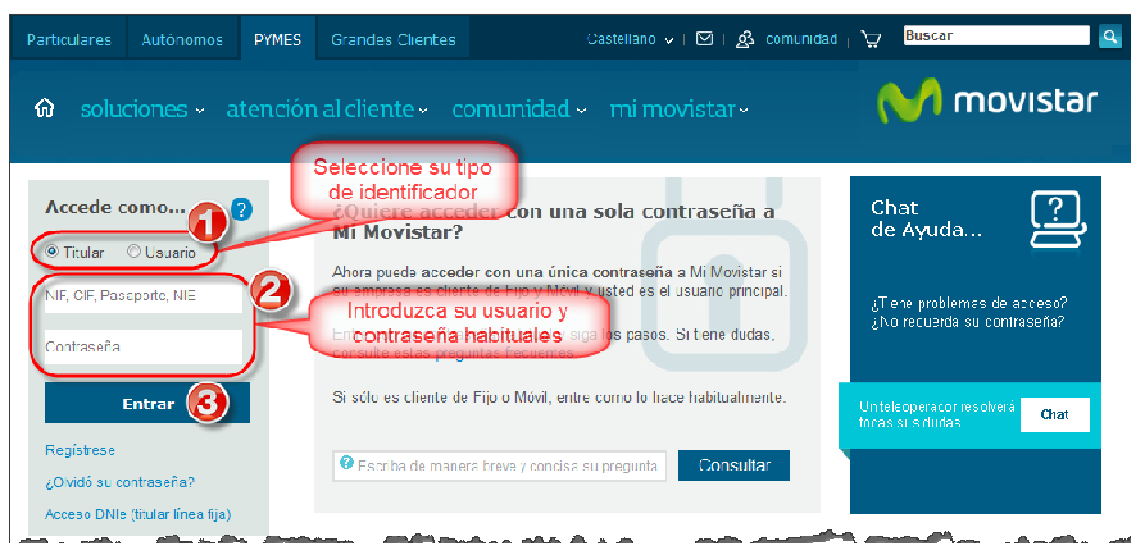 Particulares Autónomos PYMES Grandes Clientes Castellano comunidad Buscar
soluciones atención al cliente comunidad mi movistar
movistar
Accede como...
1
Titular Usuario
2
NIF, CIF, Pasaporte, NIE
Contraseña
Entrar 3
Regístrese
¿Olvidó su contraseña?
Acceso DNIe (titular línea fija)
Seleccione su tipo
de identificador
¿Quiere acceder con una sola contraseña a
Mi Movistar?
Ahora puede acceder con una única contraseña a Mi Movistar si
su empresa es cliente de Fijo y Móvil y usted es el usuario principal.
Introduzca su usuario y
contraseña habituales
siga los pasos. Si tiene dudas,
consulte estas preguntas frecuentes
Si sólo es cliente de Fijo o Móvil, entre como lo hace habitualmente.
Escriba de manera breve y concisa su pregunta
Consultar
Chat
de Ayuda...
¿Tiene problemas de acceso?
¿No recuerda su contraseña?
Un teleoperador resolverá
todas sus dudas
Chat